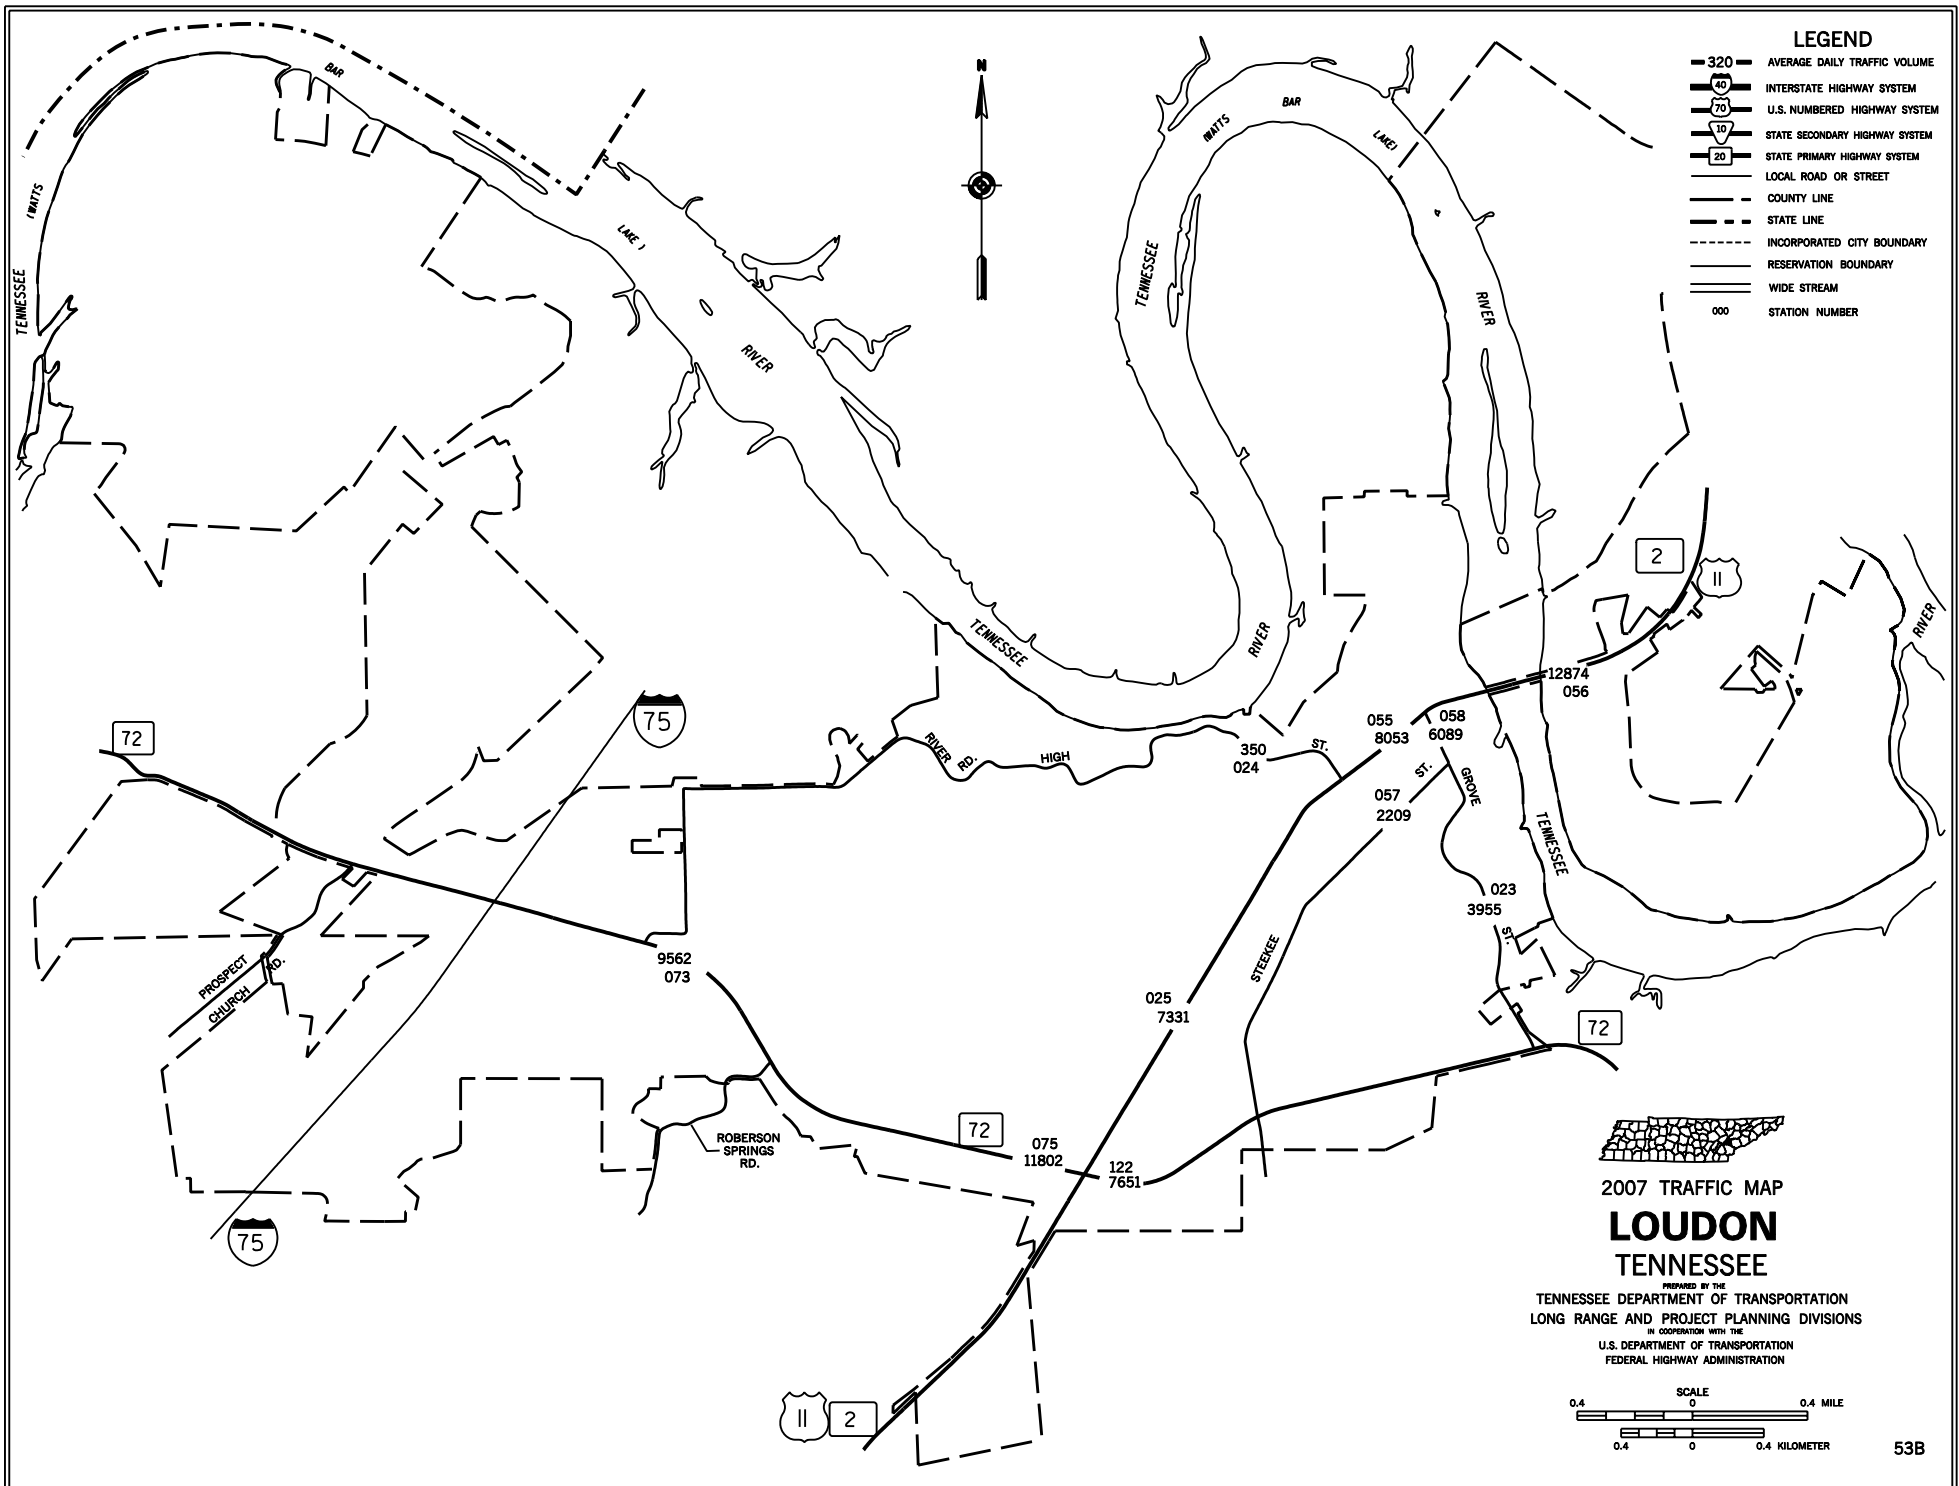 LEGEND
320 AVERAGE DAILY TRAFFIC VOLUME
40 INTERSTATE HIGHWAY SYSTEM
70 U.S. NUMBERED HIGHWAY SYSTEM
10 STATE SECONDARY HIGHWAY SYSTEM
20 STATE PRIMARY HIGHWAY SYSTEM
LOCAL ROAD OR STREET
COUNTY LINE
STATE LINE
INCORPORATED CITY BOUNDARY
RESERVATION BOUNDARY
WIDE STREAM
000 STATION NUMBER
N
TENNESSEE
(WATTS
BAR
LAKE )
RIVER
TENNESSEE
RIVER
TENNESSEE
(WATTS
BAR
LAKE)
RIVER
TENNESSEE
RIVER
2
11
12874
056
055
8053
058
6089
350
024
ST.
HIGH
RIVER
RD.
75
72
057
2209
ST.
GROVE
023
3955
ST.
STEEKEE
025
7331
9562
073
PROSPECT
CHURCH
RD.
72
ROBERSON
SPRINGS
RD.
72
075
11802
122
7651
75
11
2
2007 TRAFFIC MAP
LOUDON
TENNESSEE
PREPARED BY THE
TENNESSEE DEPARTMENT OF TRANSPORTATION
LONG RANGE AND PROJECT PLANNING DIVISIONS
IN COOPERATION WITH THE
U.S. DEPARTMENT OF TRANSPORTATION
FEDERAL HIGHWAY ADMINISTRATION
SCALE
0.4 0 0.4 MILE
0.4 0 0.4 KILOMETER
53B